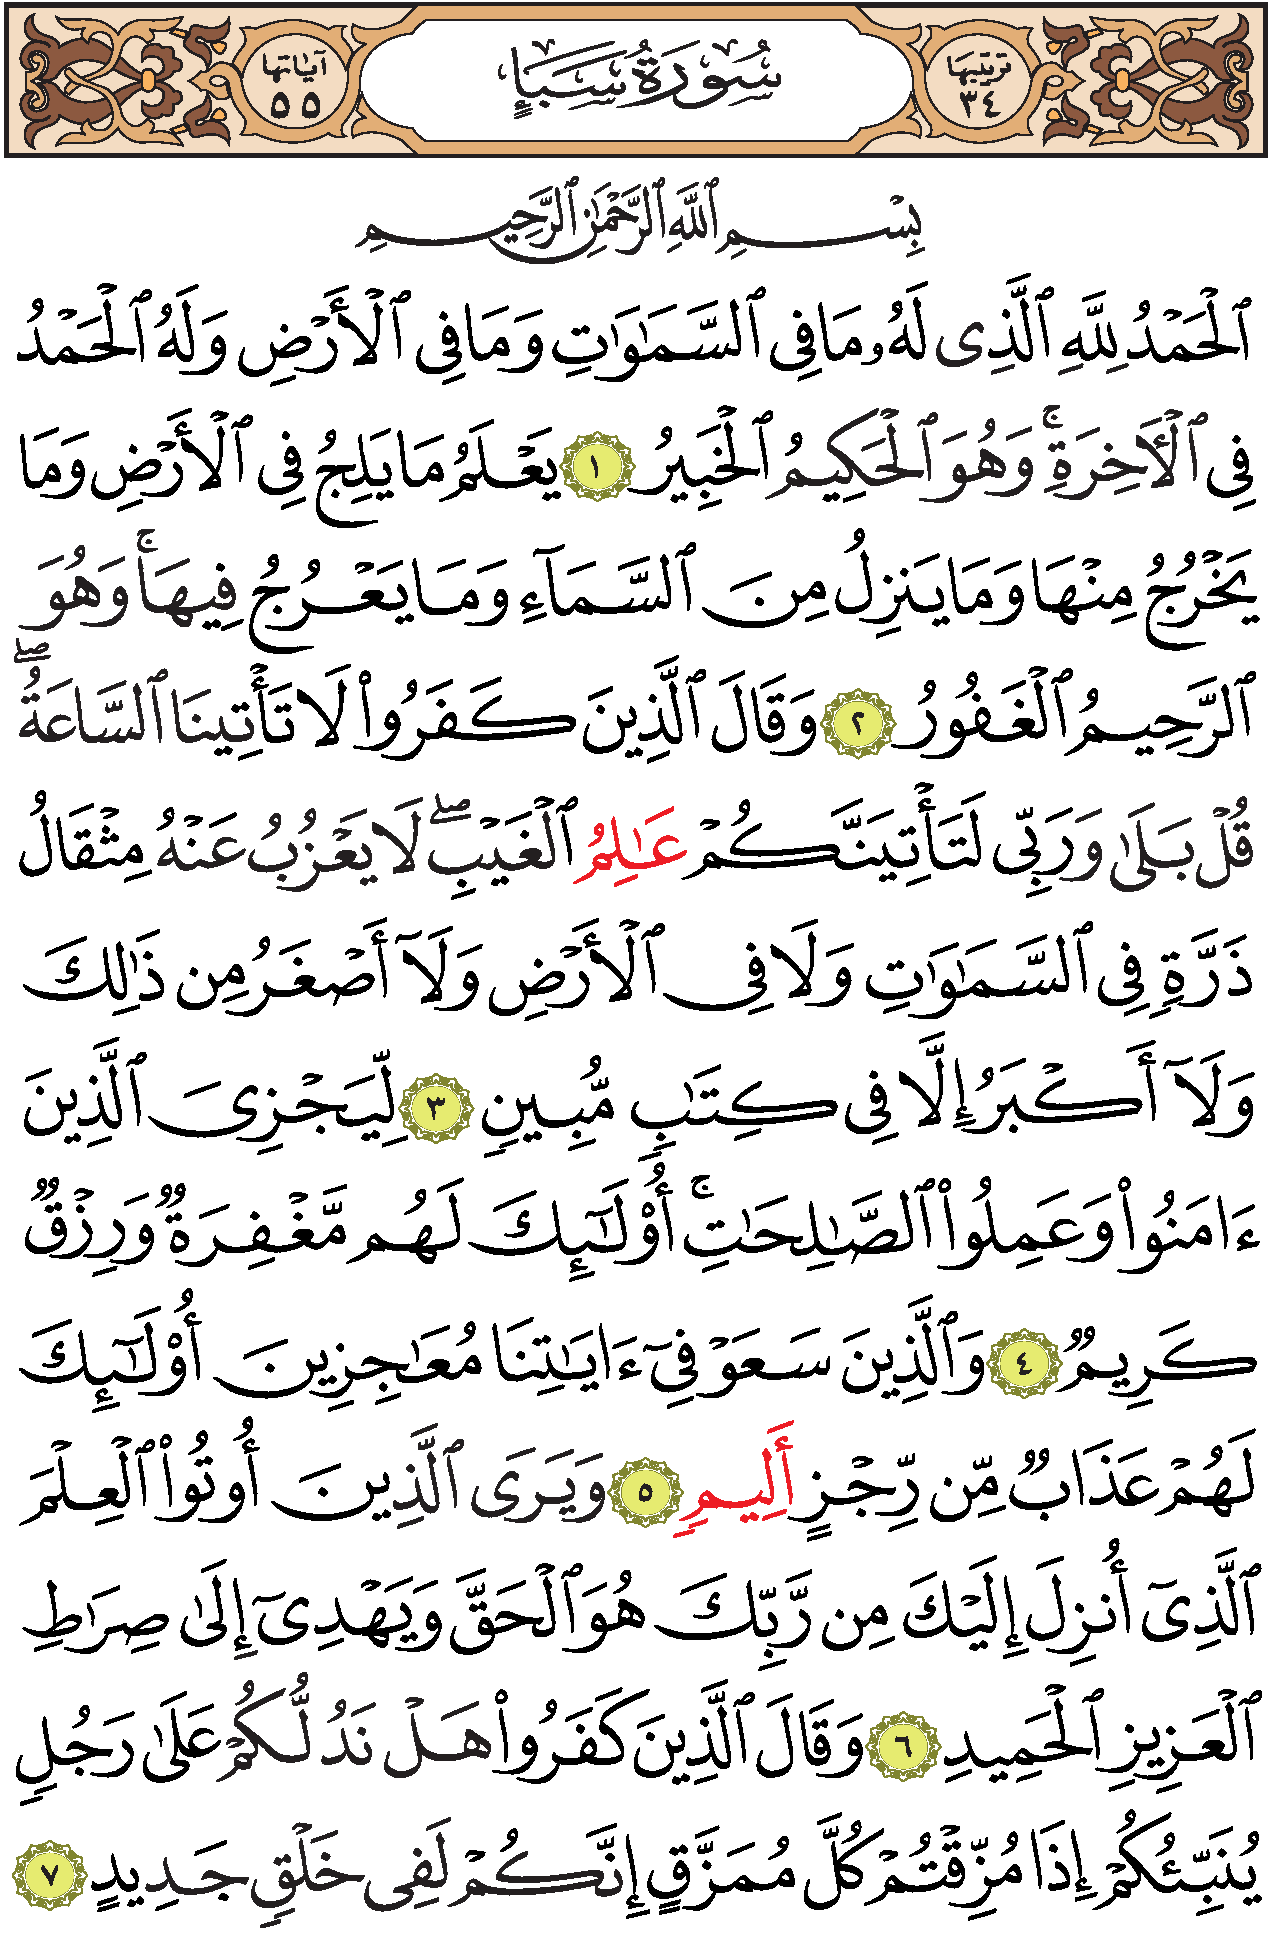 ترتيبها ٣٤
سُورَةُ سَبَإٍ
آياتها ٥٥
بِسْمِ ٱللَّهِ ٱلرَّحْمَٰنِ ٱلرَّحِيمِ
ٱلْحَمْدُ لِلَّهِ ٱلَّذِى لَهُۥ مَا فِى ٱلسَّمَٰوَٰتِ وَمَا فِى ٱلْأَرْضِ وَلَهُ ٱلْحَمْدُ
فِى ٱلْأَخِرَةِ ۚ وَهُوَ ٱلْحَكِيمُ ٱلْخَبِيرُ ١ يَعْلَمُ مَا يَلِجُ فِى ٱلْأَرْضِ وَمَا
يَخْرُجُ مِنْهَا وَمَا يَنزِلُ مِنَ ٱلسَّمَآءِ وَمَا يَعْرُجُ فِيهَا ۚ وَهُوَ
ٱلرَّحِيمُ ٱلْغَفُورُ ٢ وَقَالَ ٱلَّذِينَ كَفَرُوا۟ لَا تَأْتِينَا ٱلسَّاعَةُ ۖ
قُلْ بَلَىٰ وَرَبِّى لَتَأْتِيَنَّكُمْ عَٰلِمُ ٱلْغَيْبِ ۖ لَا يَعْزُبُ عَنْهُ مِثْقَالُ
ذَرَّةٍ فِى ٱلسَّمَٰوَٰتِ وَلَا فِى ٱلْأَرْضِ وَلَآ أَصْغَرُ مِن ذَٰلِكَ
وَلَآ أَكْبَرُ إِلَّا فِى كِتَٰبٍ مُّبِينٍ ٣ لِّيَجْزِىَ ٱلَّذِينَ
ءَامَنُوا۟ وَعَمِلُوا۟ ٱلصَّٰلِحَٰتِ ۚ أُو۟لَٰٓئِكَ لَهُم مَّغْفِرَةٌ وَرِزْقٌ
كَرِيمٌ ٤ وَٱلَّذِينَ سَعَوْ فِىٓ ءَايَٰتِنَا مُعَٰجِزِينَ أُو۟لَٰٓئِكَ
لَهُمْ عَذَابٌ مِّن رِّجْزٍ أَلِيمٍ ٥ وَيَرَى ٱلَّذِينَ أُوتُوا۟ ٱلْعِلْمَ
ٱلَّذِىٓ أُنزِلَ إِلَيْكَ مِن رَّبِّكَ هُوَ ٱلْحَقَّ وَيَهْدِىٓ إِلَىٰ صِرَٰطِ
ٱلْعَزِيزِ ٱلْحَمِيدِ ٦ وَقَالَ ٱلَّذِينَ كَفَرُوا۟ هَلْ نَدُلُّكُمْ عَلَىٰ رَجُلٍ
يُنَبِّئُكُمْ إِذَا مُزِّقْتُمْ كُلَّ مُمَزَّقٍ إِنَّكُمْ لَفِى خَلْقٍ جَدِيدٍ ٧